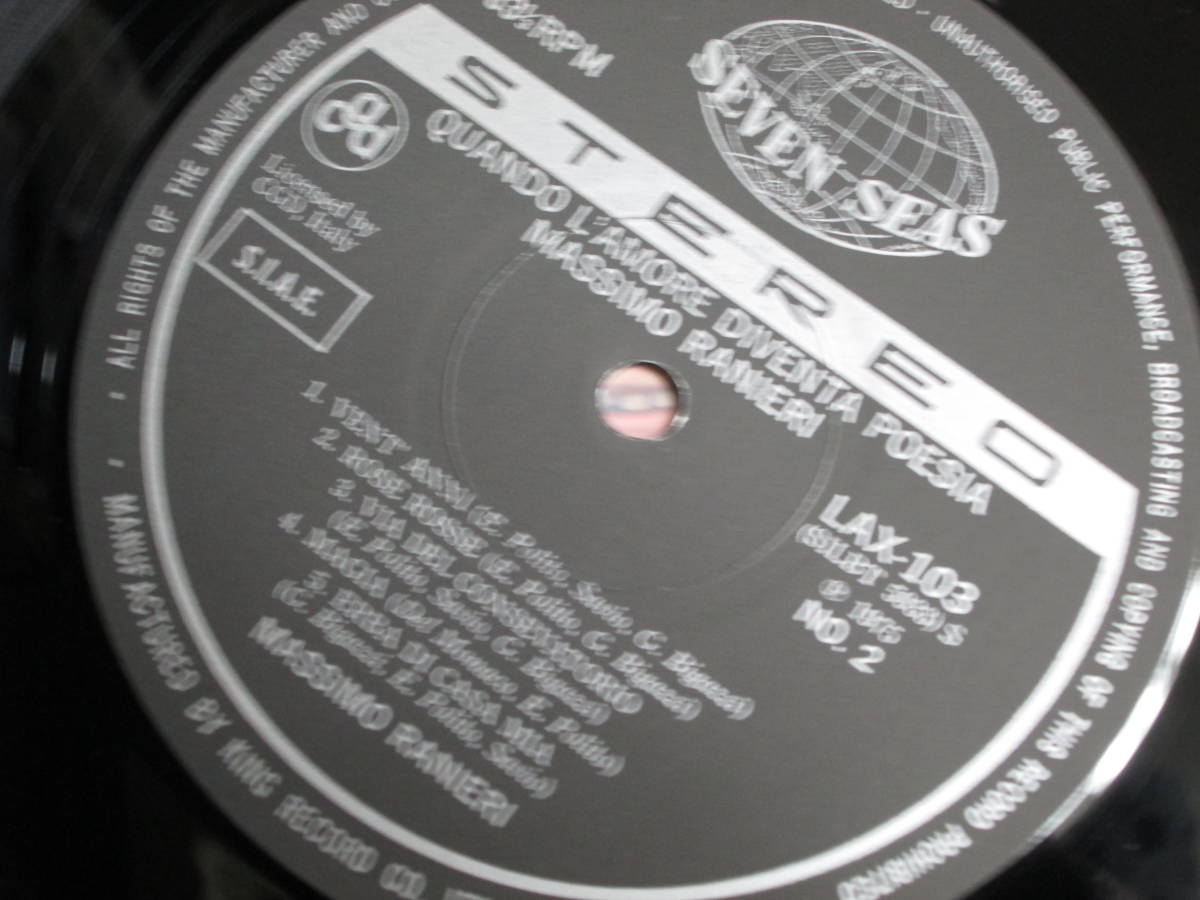 SEVEN SEAS
RPM
STEREO
QUANDO L'AMORE DIVENTA POESIA
MASSIMO RANIERI
Licensed by
CGD, Italy
S.I.A.E.
LAX-103
NO. 2
1. VENT' ANNI (E. Polito, Savio, G. Bigazzi)
2. ROSE ROSSE (E. Polito, G. Bigazzi)
3. VIA DEL CONSERVATORIO
(E. Polito, Savio, G. Bigazzi)
4. MAGIA (Del Monaco, E. Polito)
5. ERBA DI CASA MIA
(G. Bigazzi, E. Polito, Savio)
MASSIMO RANIERI
MANUFACTURED BY KING RECORD CO. ALL RIGHTS OF THE MANUFACTURER AND UNAUTHORISED PUBLIC PERFORMANCE, BROADCASTING AND COPYING OF THIS RECORD PROHIBITED